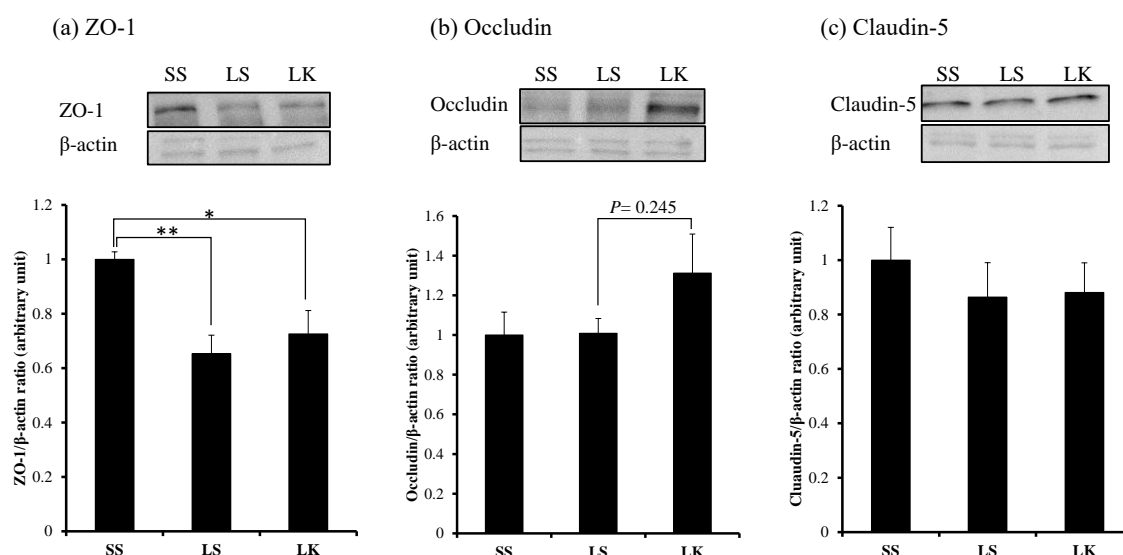 (a) ZO-1
SS LS LK
ZO-1
β-actin
ZO-1/β-actin ratio (arbitrary unit)
1.2
1
0.8
0.6
0.4
0.2
0
*
**
SS LS LK
(b) Occludin
SS LS LK
Occludin
β-actin
Occludin/β-actin ratio (arbitrary unit)
1.6
1.4
1.2
1
0.8
0.6
0.4
0.2
0
P= 0.245
SS LS LK
(c) Claudin-5
SS LS LK
Claudin-5
β-actin
Cluaudin-5/β-actin ratio (arbitrary unit)
1.2
1
0.8
0.6
0.4
0.2
0
SS LS LK